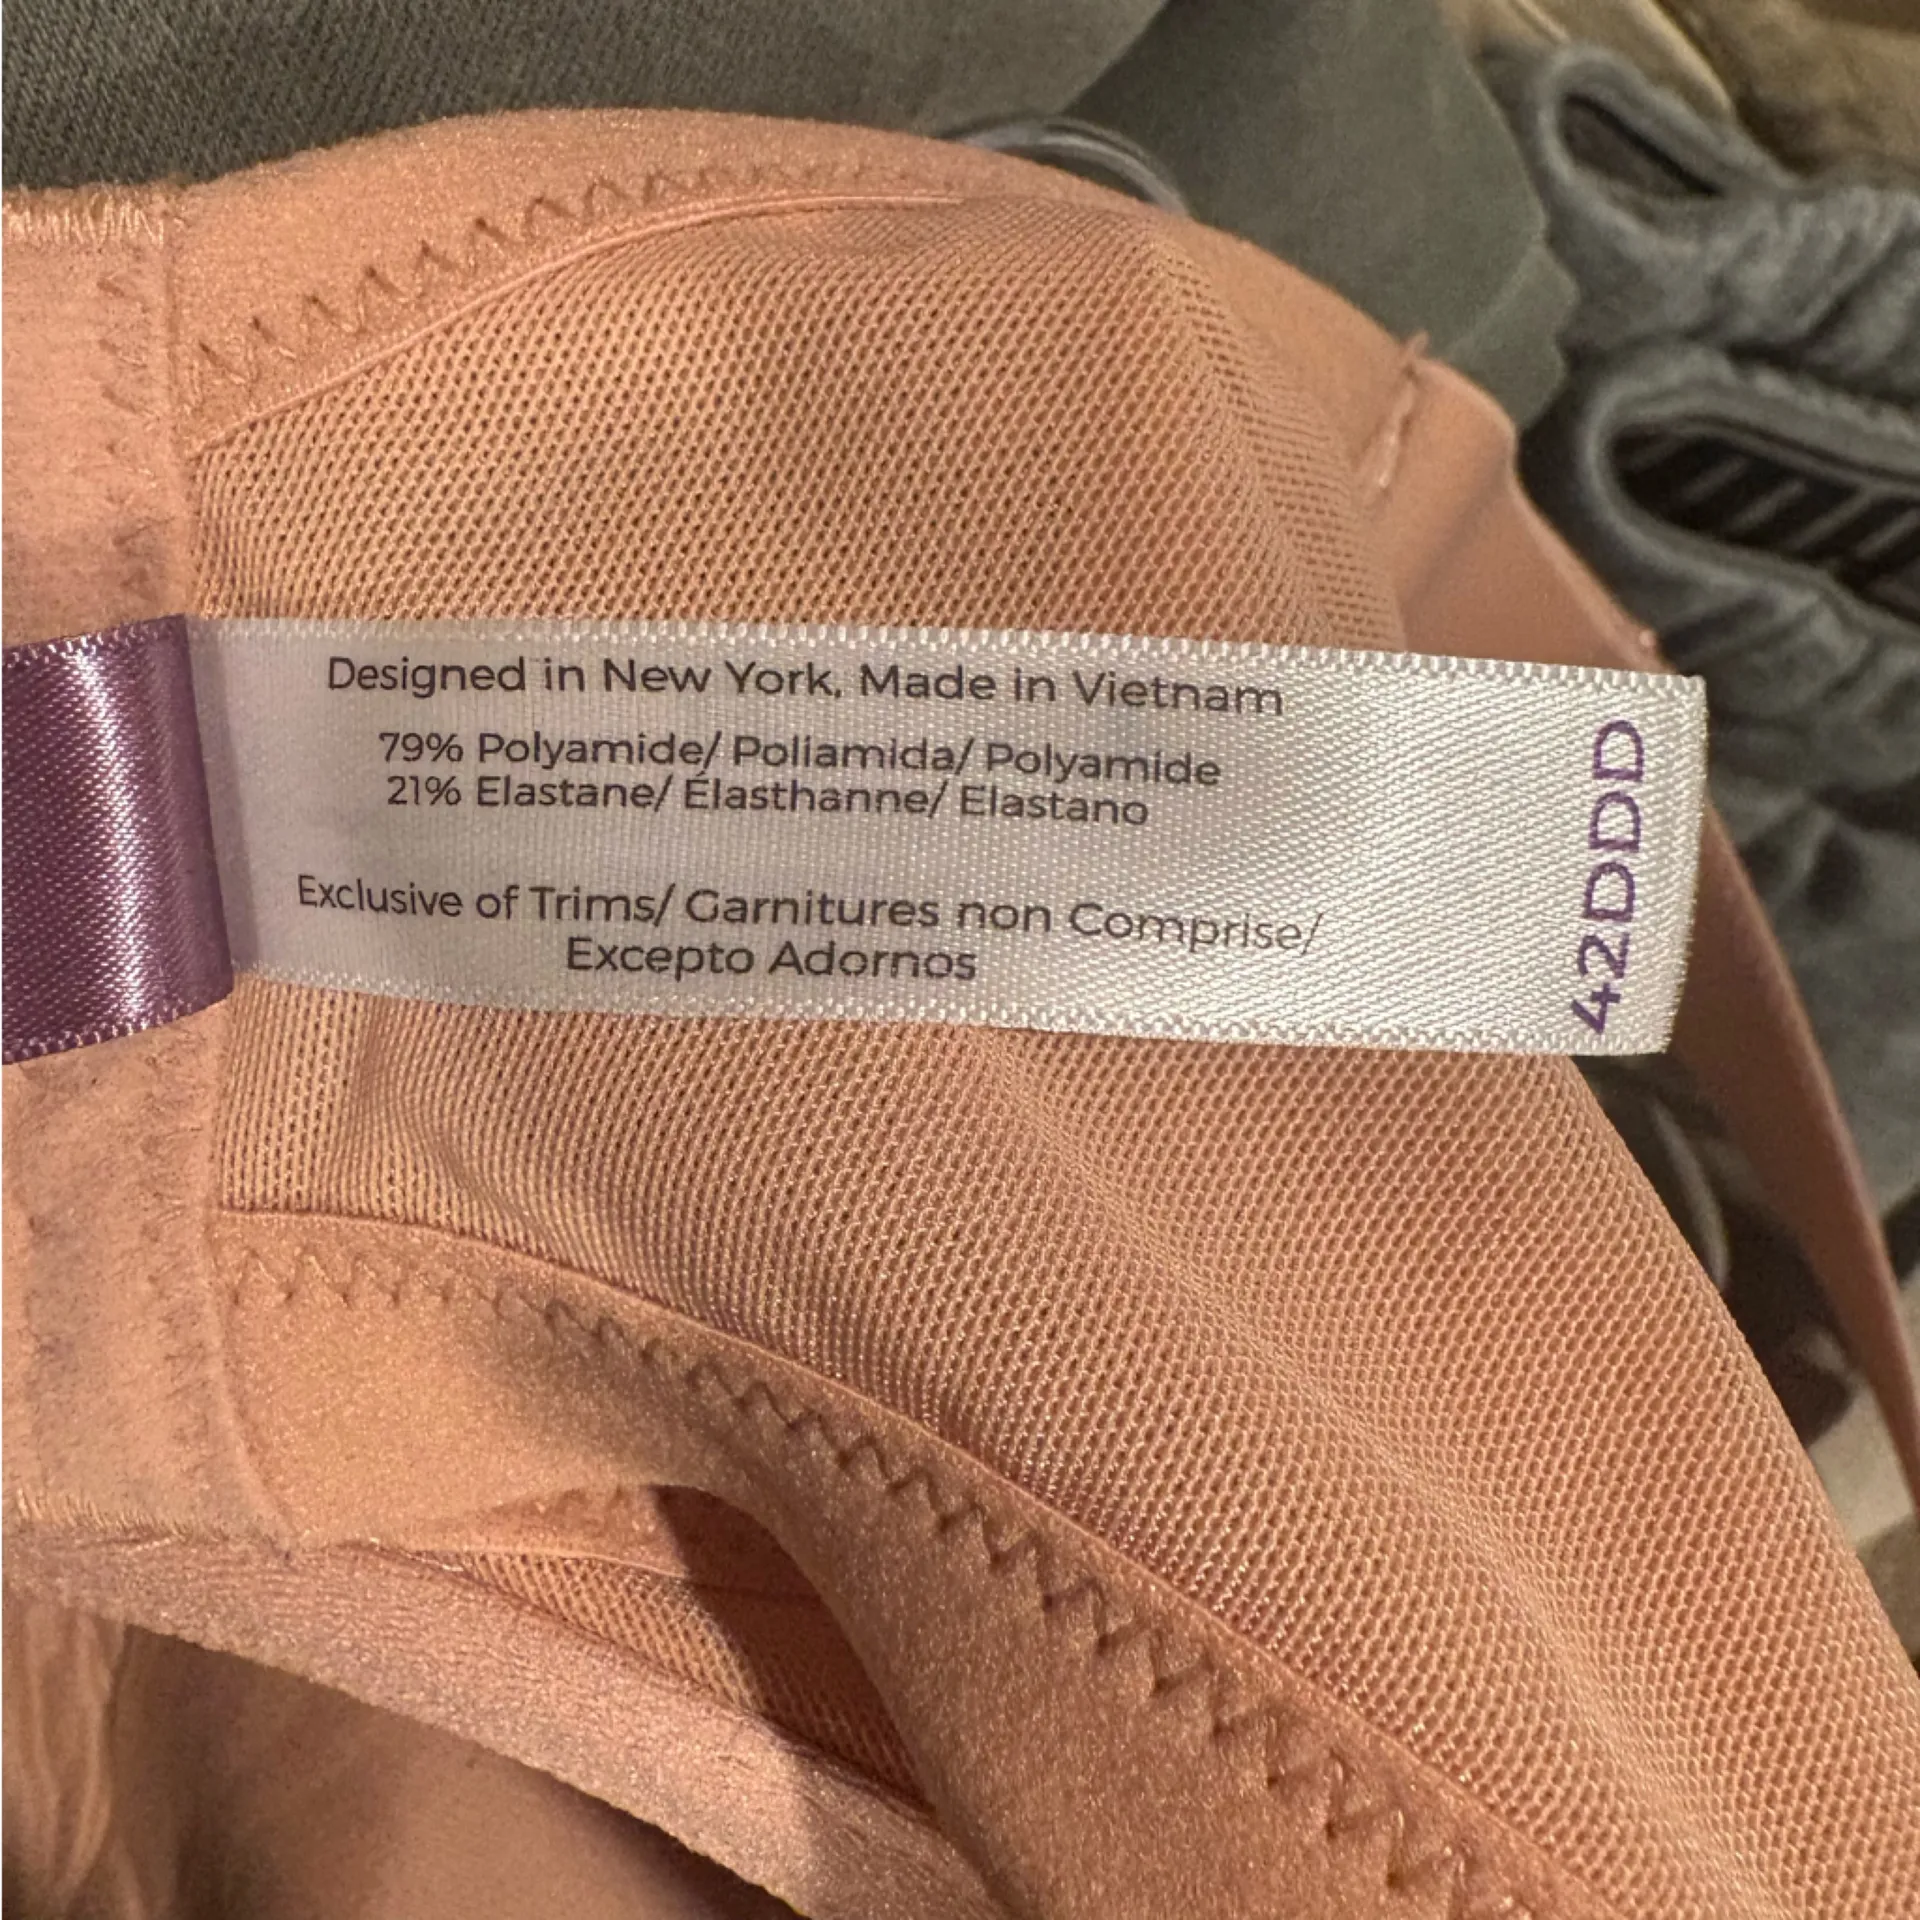 Designed in New York, Made in Vietnam
79% Polyamide/ Poliamida/ Polyamide
21% Elastane/ Élasthanne/ Elastano
Exclusive of Trims/ Garnitures non Comprise/
Excepto Adornos
42DDD